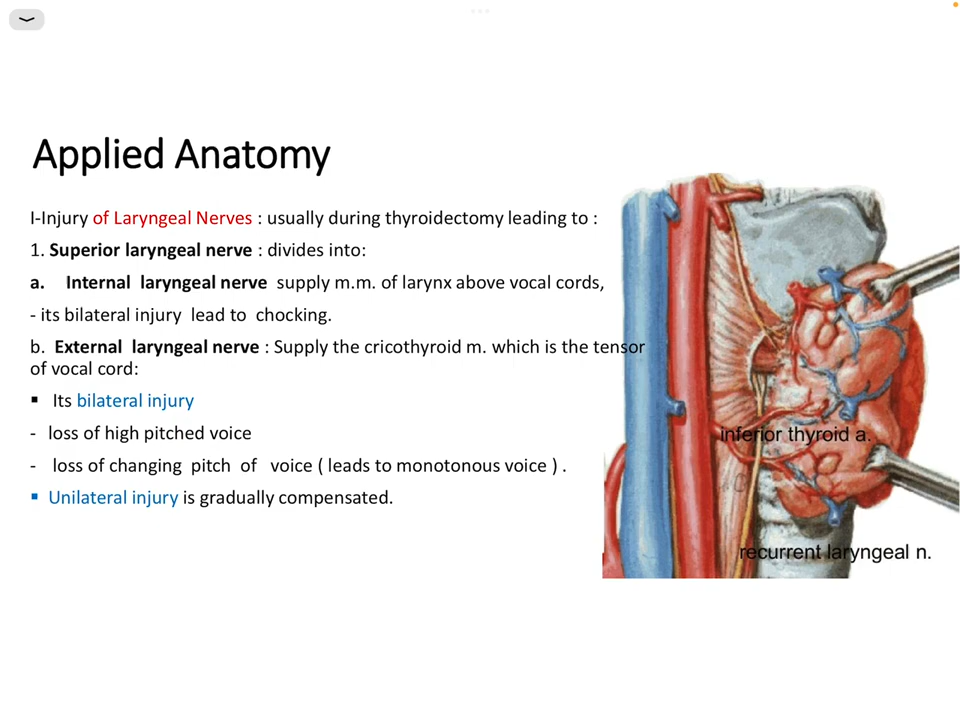 Applied Anatomy
I-Injury of Laryngeal Nerves : usually during thyroidectomy leading to :
1. Superior laryngeal nerve : divides into:
a. Internal laryngeal nerve supply m.m. of larynx above vocal cords,
- its bilateral injury lead to chocking.
b. External laryngeal nerve : Supply the cricothyroid m. which is the tensor
of vocal cord:
▪ Its bilateral injury
- loss of high pitched voice
- loss of changing pitch of voice ( leads to monotonous voice ) .
▪ Unilateral injury is gradually compensated.
inferior thyroid a.
recurrent laryngeal n.